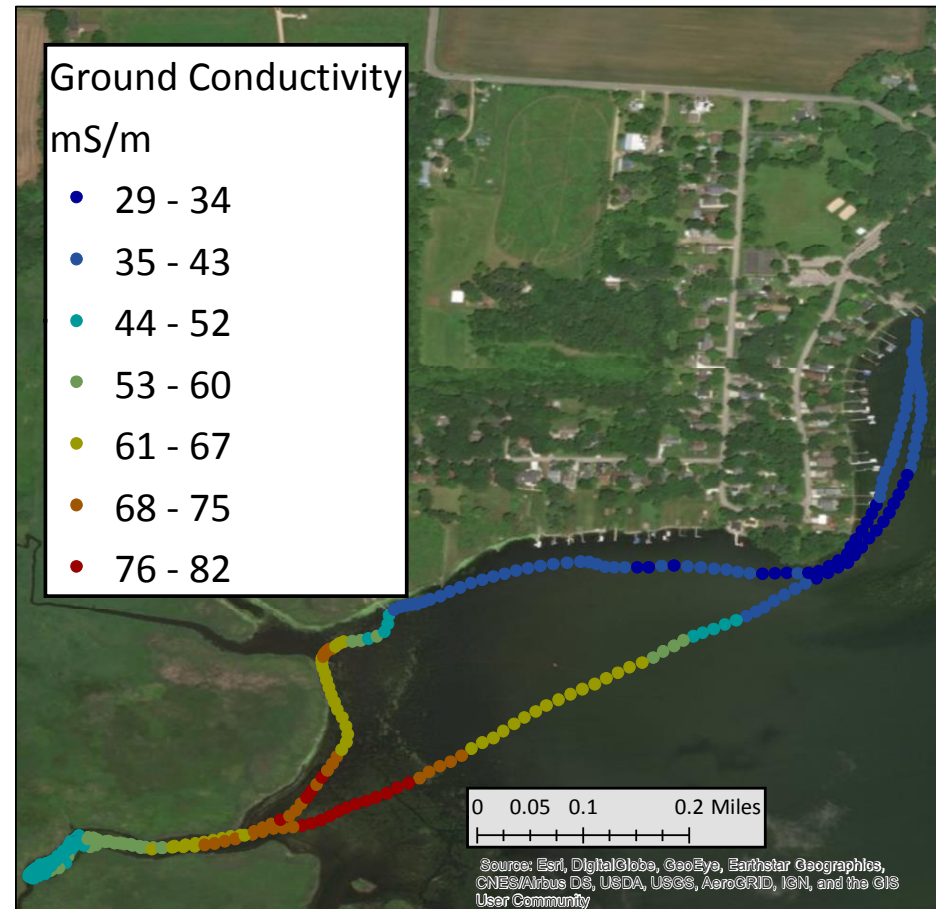 Ground Conductivity
mS/m
29 - 34
35 - 43
44 - 52
53 - 60
61 - 67
68 - 75
76 - 82
0 0.05 0.1 0.2 Miles
Source: Esri, DigitalGlobe, GeoEye, Earthstar Geographics,
CNES/Airbus DS, USDA, USGS, AeroGRID, IGN, and the GIS
User Community